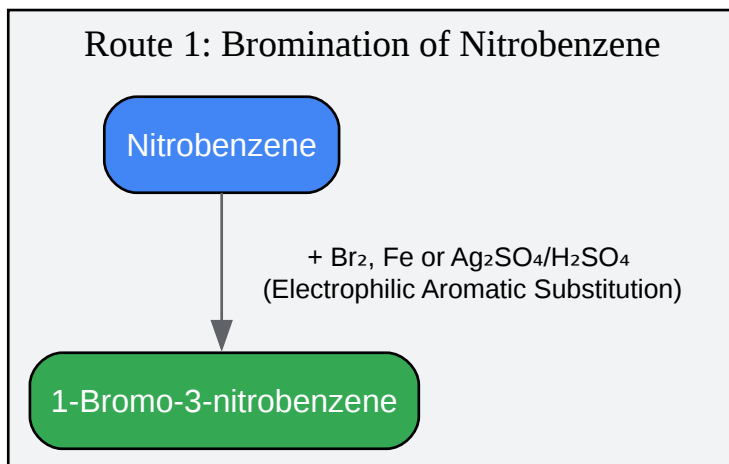 Route 1: Bromination of Nitrobenzene
Nitrobenzene
+ Br₂, Fe or Ag₂SO₄/H₂SO₄
(Electrophilic Aromatic Substitution)
1-Bromo-3-nitrobenzene